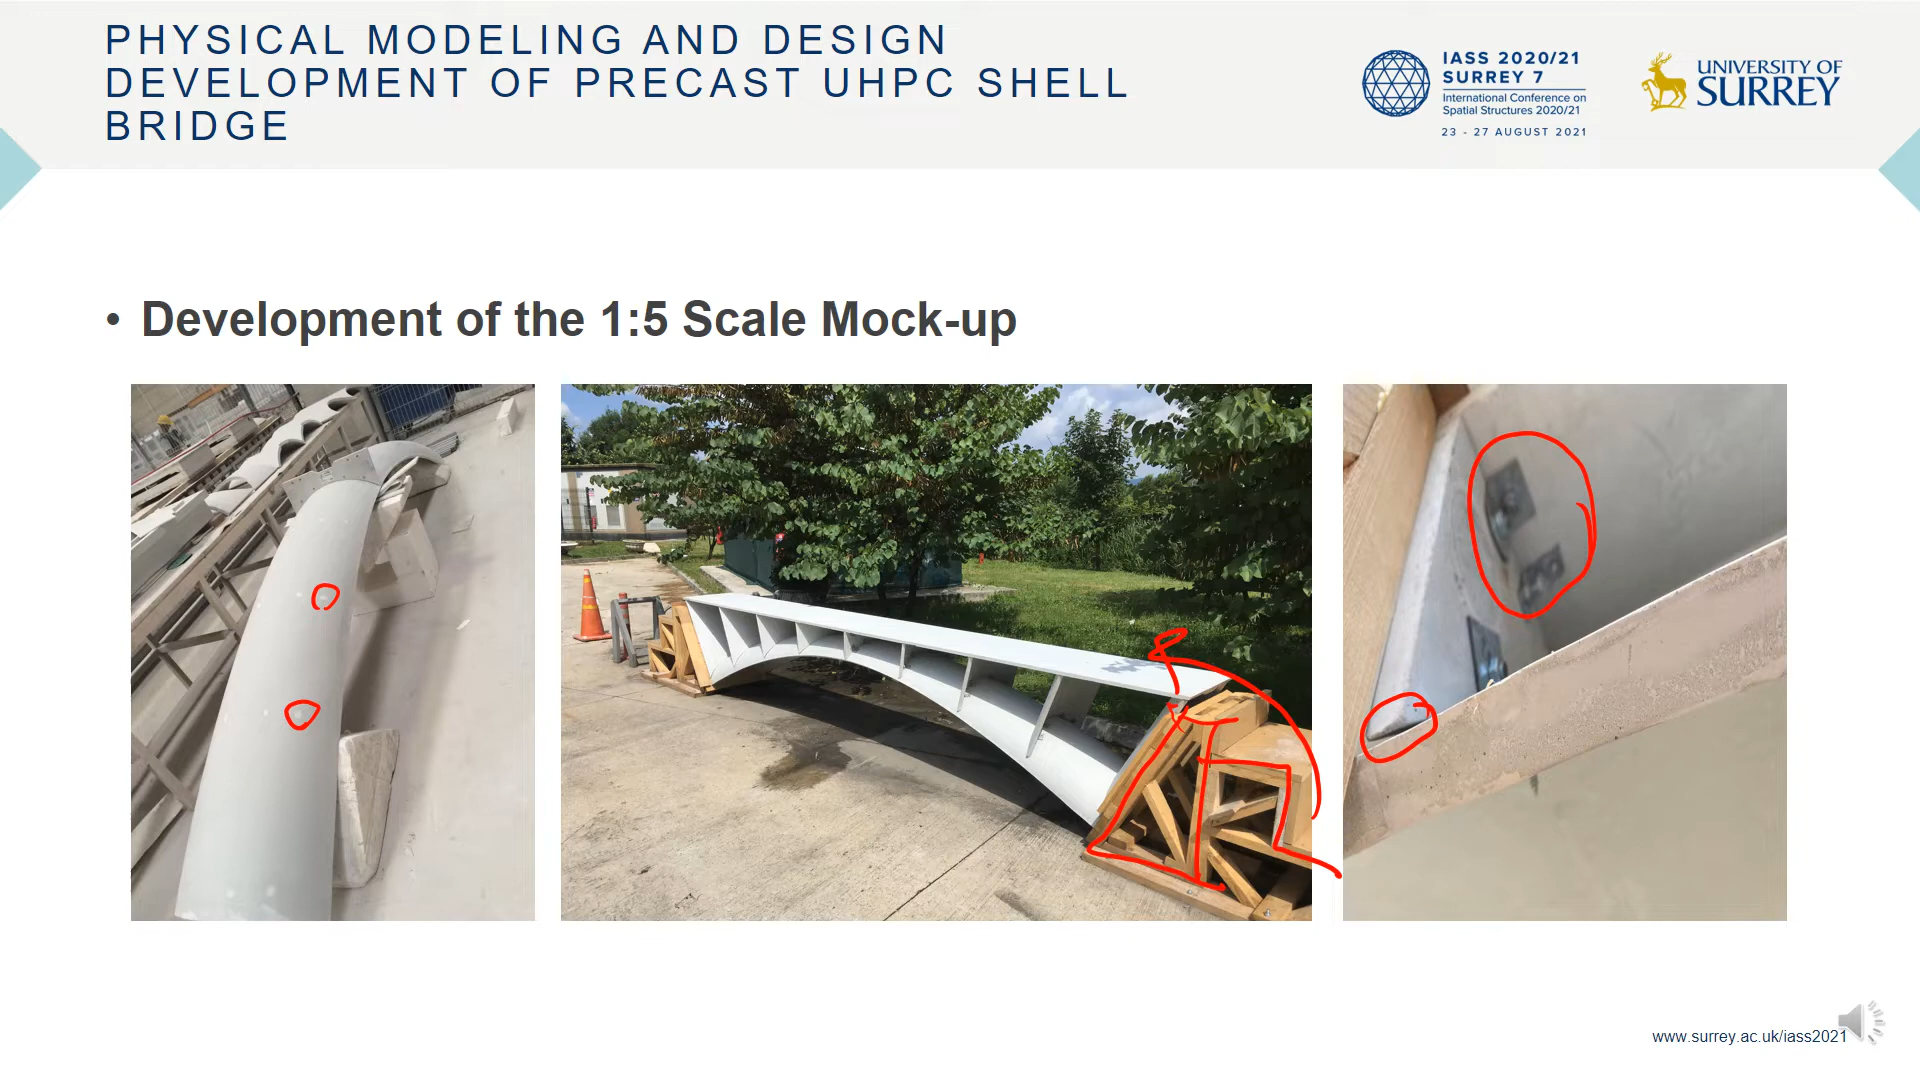 PHYSICAL MODELING AND DESIGN
DEVELOPMENT OF PRECAST UHPC SHELL
BRIDGE
IASS 2020/21
SURREY 7
International Conference on
Spatial Structures 2020/21
23 - 27 AUGUST 2021
UNIVERSITY OF
SURREY
• Development of the 1:5 Scale Mock-up
www.surrey.ac.uk/iass2021